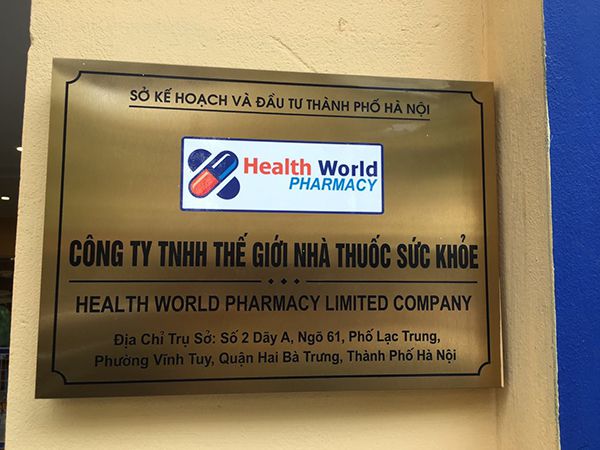 SỞ KẾ HOẠCH VÀ ĐẦU TƯ THÀNH PHỐ HÀ NỘI
Health World
PHARMACY
CÔNG TY TNHH THẾ GIỚI NHÀ THUỐC SỨC KHỎE
HEALTH WORLD PHARMACY LIMITED COMPANY
Địa Chỉ Trụ Sở: Số 2 Dãy A, Ngõ 61, Phố Lạc Trung,
Phường Vĩnh Tuy, Quận Hai Bà Trưng, Thành Phố Hà Nội